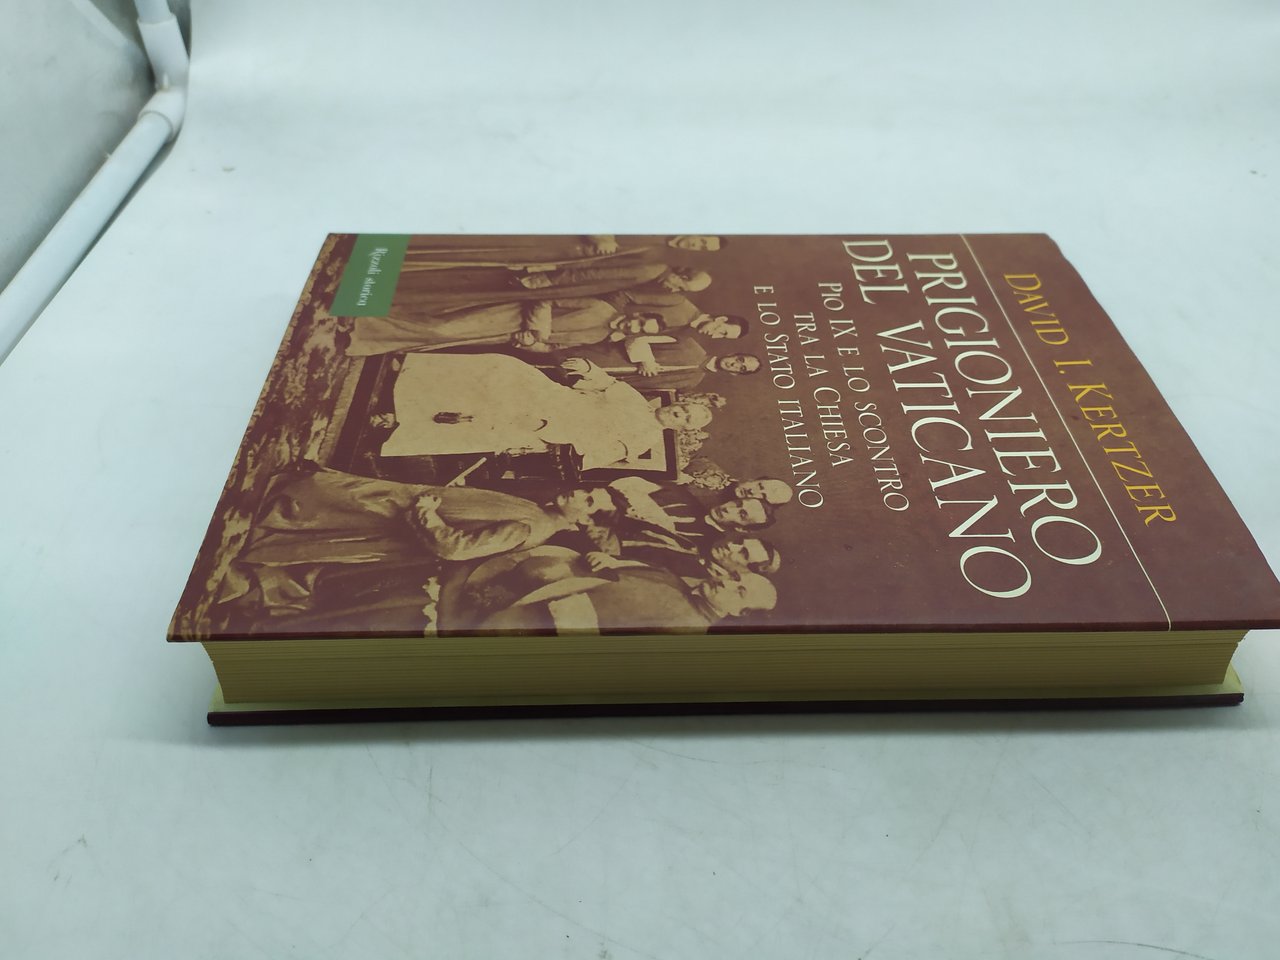 DAVID I. KERTZER
PRIGIONIERO
DEL VATICANO
PIO IX E LO SCONTRO
TRA LA CHIESA
E LO STATO ITALIANO
Rizzoli storica